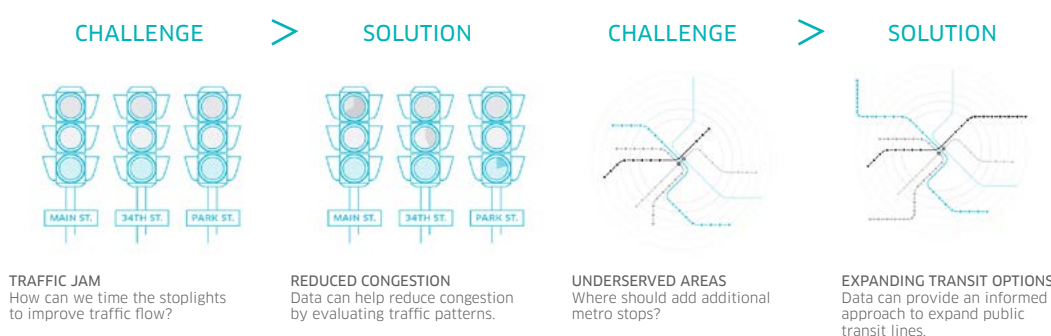 CHALLENGE > SOLUTION
CHALLENGE > SOLUTION
MAIN ST. 34TH ST. PARK ST.
MAIN ST. 34TH ST. PARK ST.
TRAFFIC JAM
How can we time the stoplights
to improve traffic flow?
REDUCED CONGESTION
Data can help reduce congestion
by evaluating traffic patterns.
UNDERSERVED AREAS
Where should add additional
metro stops?
EXPANDING TRANSIT OPTIONS
Data can provide an informed
approach to expand public
transit lines.